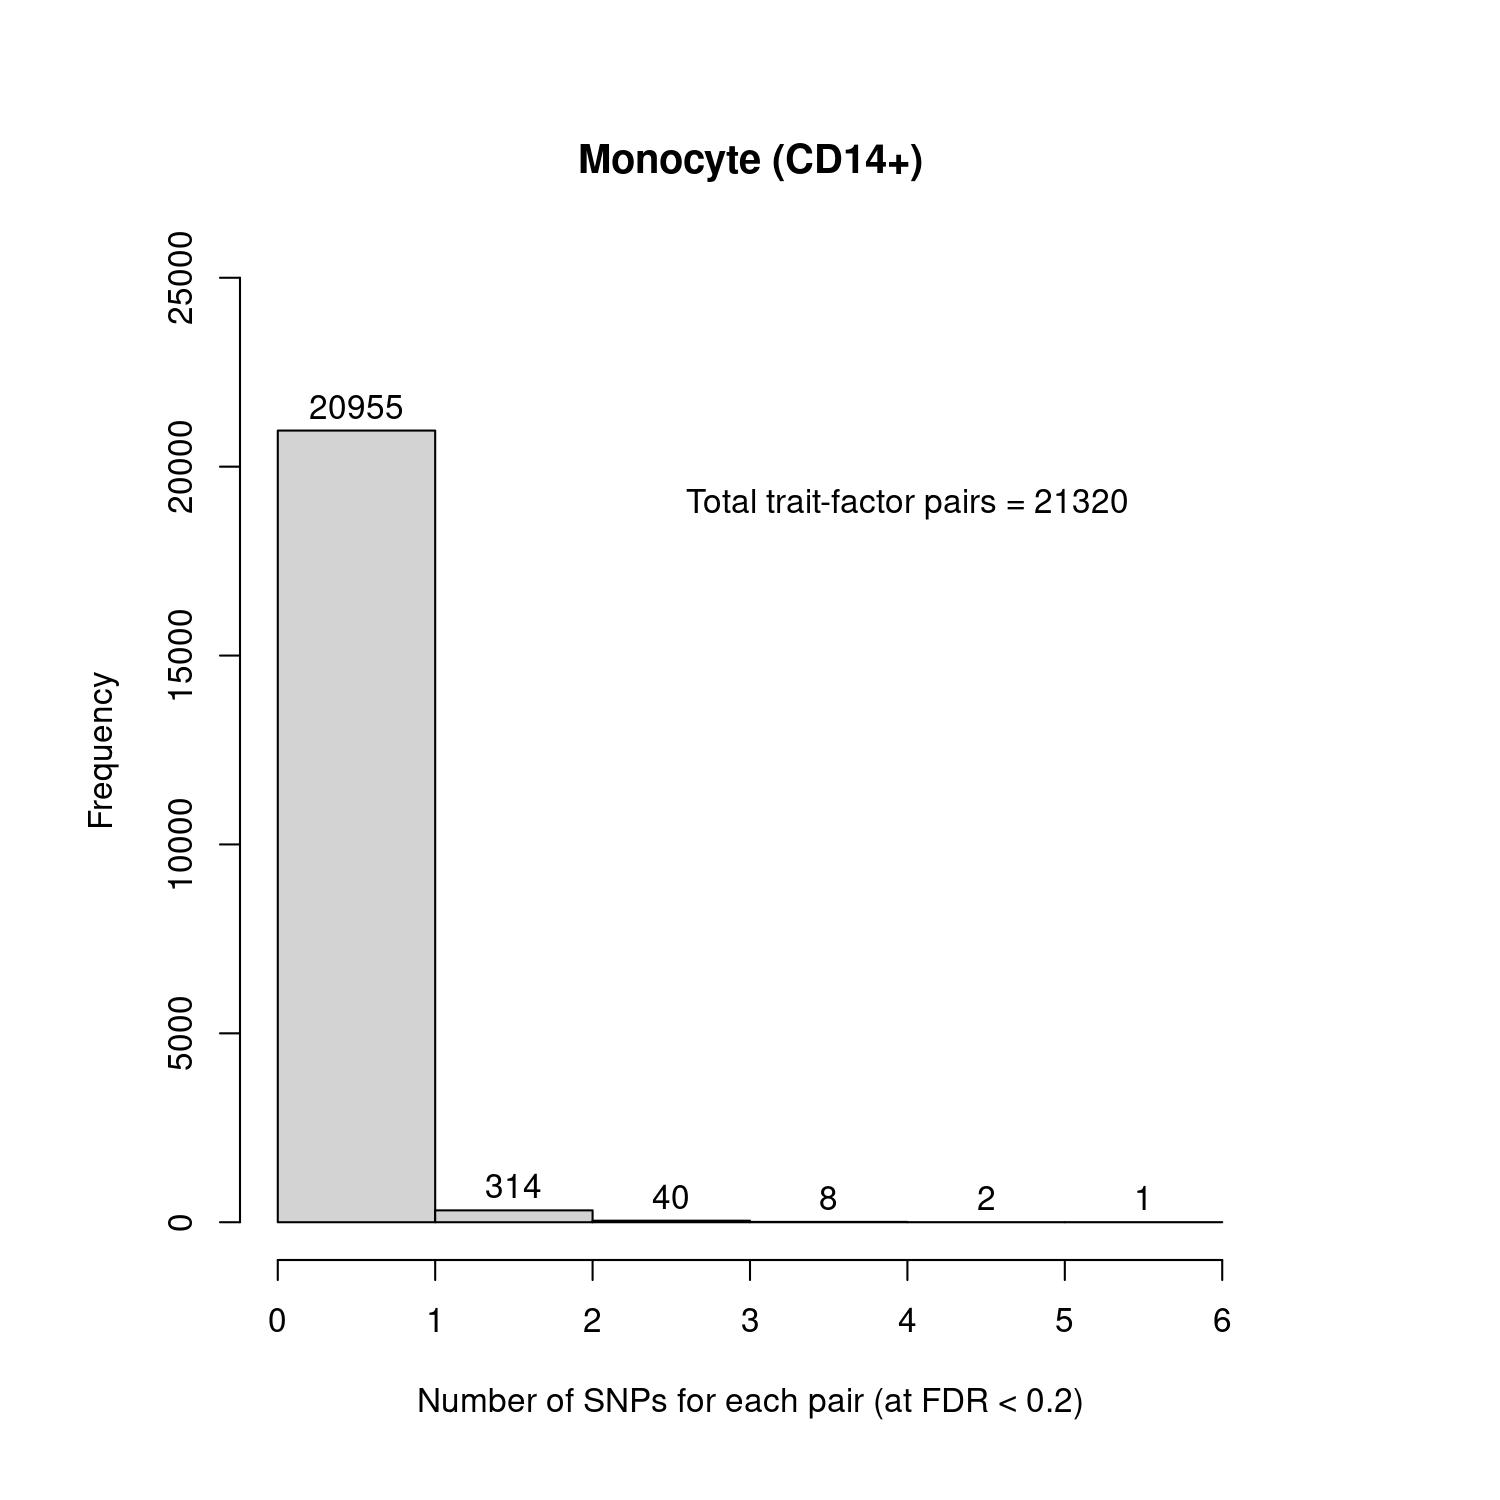 Monocyte (CD14+)
25000
20000
15000
10000
5000
0
Frequency
20955
314
40
8
2
1
Total trait-factor pairs = 21320
0 1 2 3 4 5 6
Number of SNPs for each pair (at FDR < 0.2)